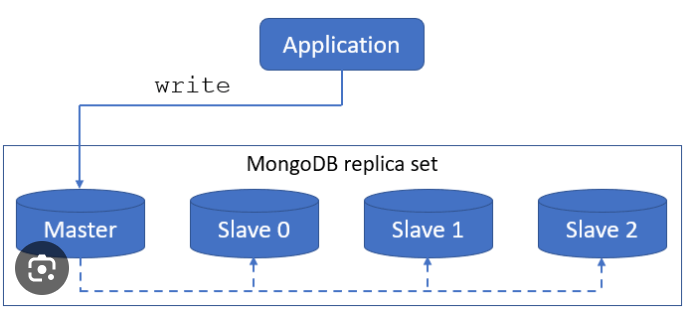 Application
write
MongoDB replica set
Master
Slave 0
Slave 1
Slave 2